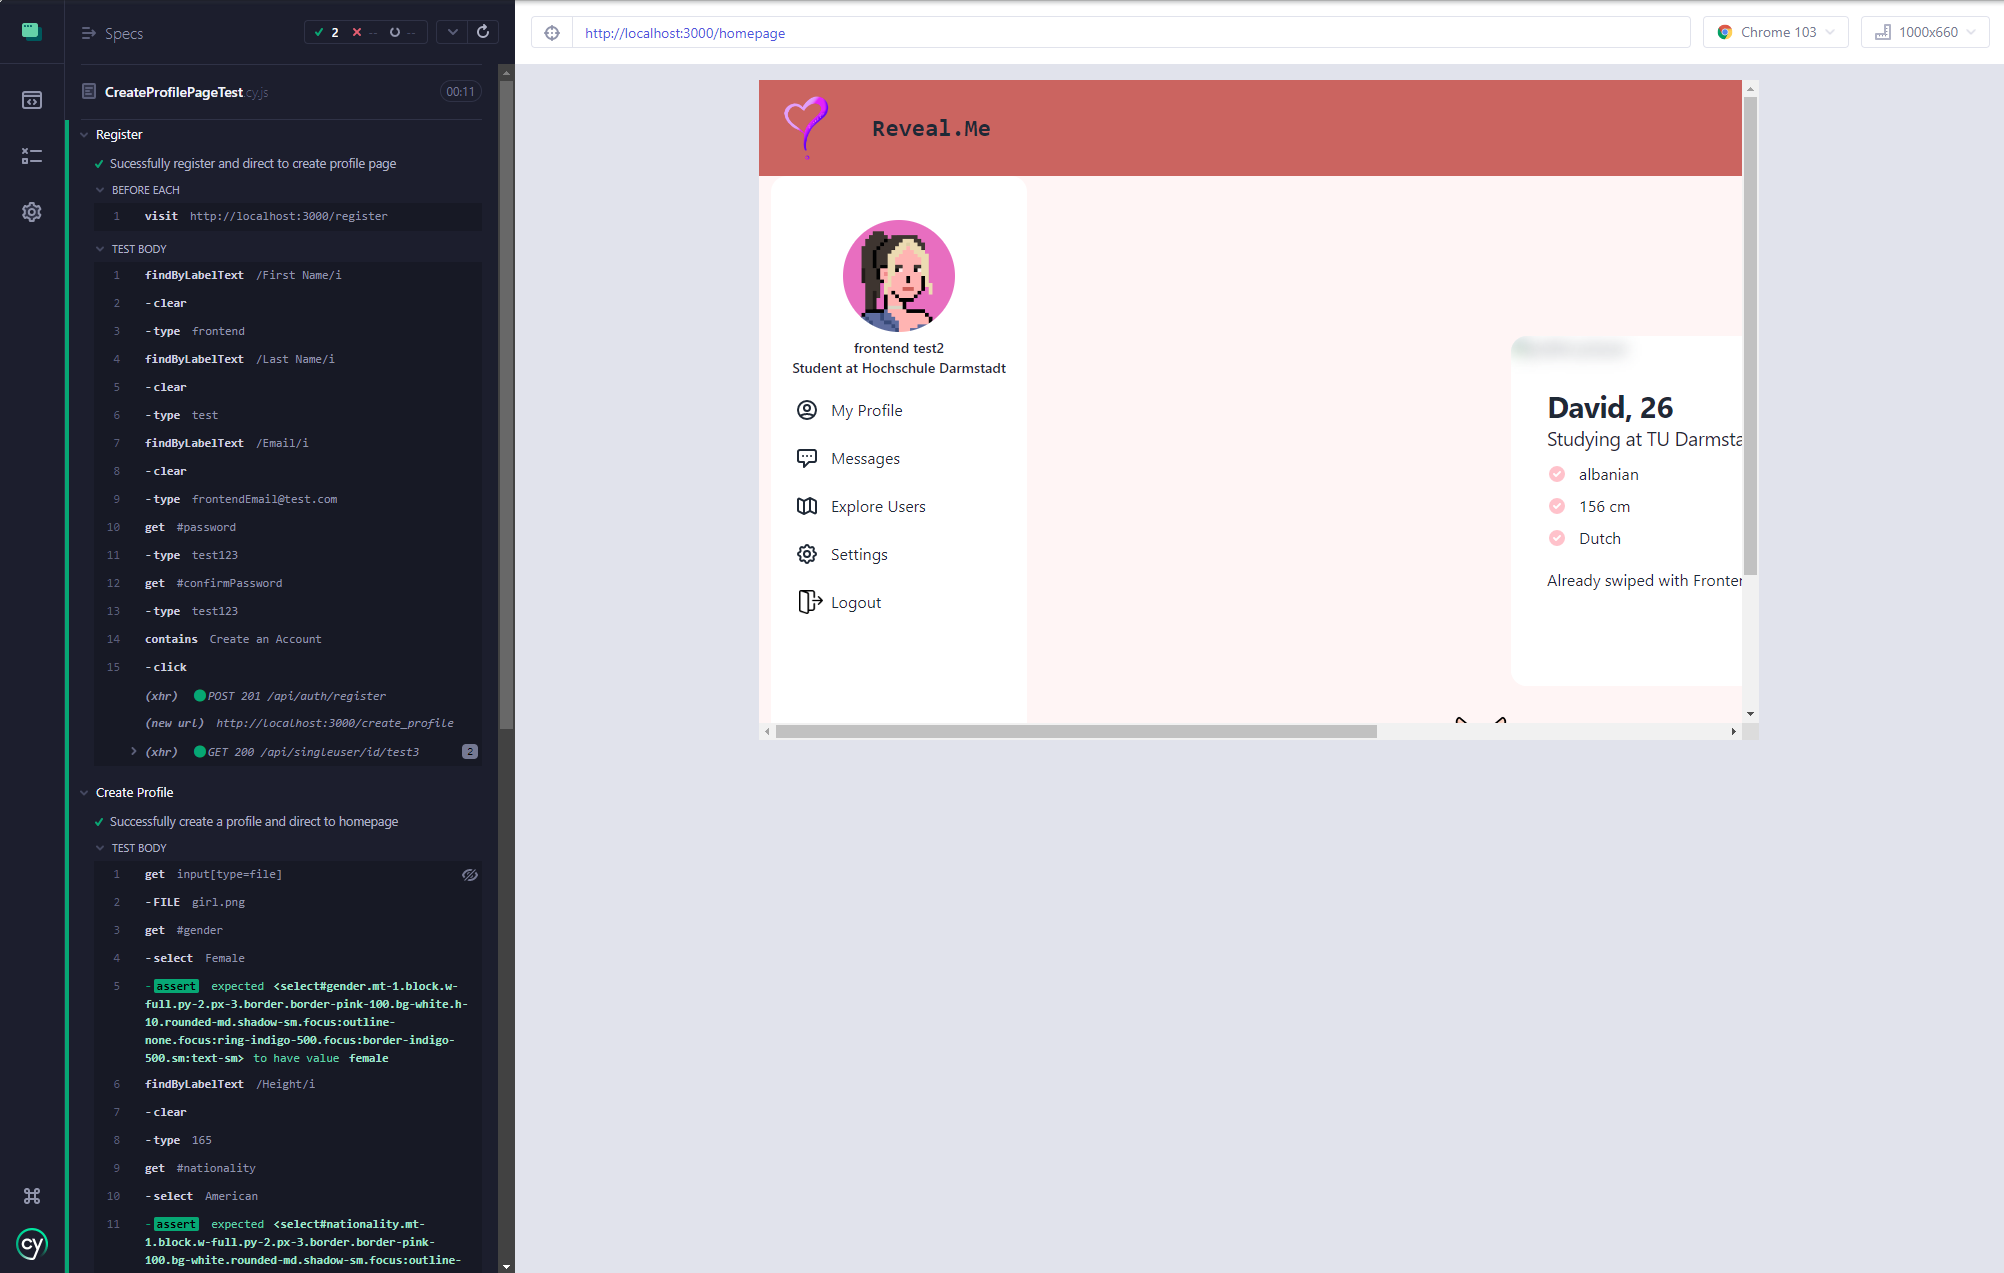 Specs
2 -- --
CreateProfilePageTest.cy.js 00:11
Register
Sucessfully register and direct to create profile page
BEFORE EACH
1 visit http://localhost:3000/register
TEST BODY
1 findByLabelText /First Name/i
2 -clear
3 -type frontend
4 findByLabelText /Last Name/i
5 -clear
6 -type test
7 findByLabelText /Email/i
8 -clear
9 -type frontendEmail@test.com
10 get #password
11 -type test123
12 get #confirmPassword
13 -type test123
14 contains Create an Account
15 -click
(xhr) POST 201 /api/auth/register
(new url) http://localhost:3000/create_profile
(xhr) GET 200 /api/singleuser/id/test3 2
Create Profile
Successfully create a profile and direct to homepage
TEST BODY
1 get input[type=file]
2 -FILE girl.png
3 get #gender
4 -select Female
5 -assert expected <select#gender.mt-1.block.w-
full.py-2.px-3.border.border-pink-100.bg-white.h-
10.rounded-md.shadow-sm.focus:outline-
none.focus:ring-indigo-500.focus:border-indigo-
500.sm:text-sm> to have value female
6 findByLabelText /Height/i
7 -clear
8 -type 165
9 get #nationality
10 -select American
11 -assert expected <select#nationality.mt-
1.block.w-full.py-2.px-3.border.border-pink-
100.bg-white.rounded-md.shadow-sm.focus:outline-
cy
http://localhost:3000/homepage
Chrome 103
1000x660
Reveal.Me
frontend test2
Student at Hochschule Darmstadt
My Profile
Messages
Explore Users
Settings
Logout
David, 26
Studying at TU Darmsta
albanian
156 cm
Dutch
Already swiped with Fronter